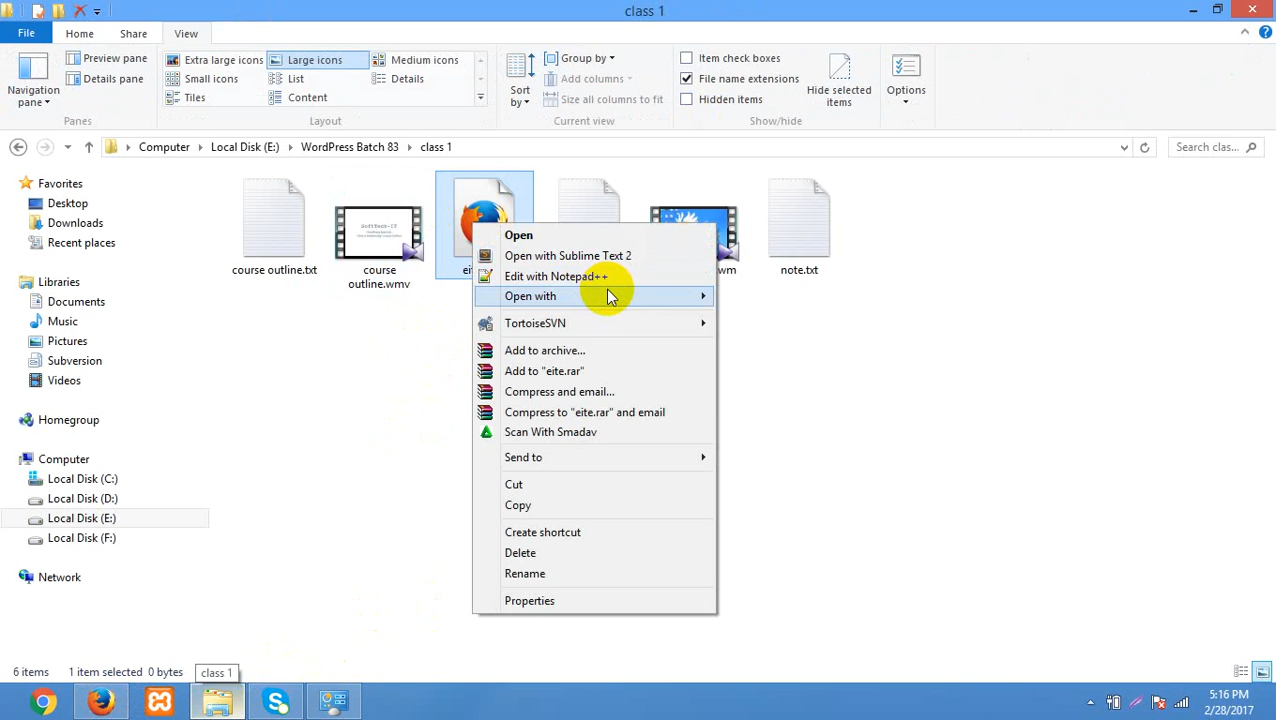 class 1
File
Home
Share
View
Navigation pane
Preview pane
Details pane
Panes
Extra large icons
Large icons
Medium icons
Small icons
List
Details
Tiles
Content
Layout
Sort by
Group by
Add columns
Size all columns to fit
Current view
Item check boxes
File name extensions
Hidden items
Hide selected items
Show/hide
Options
Computer
Local Disk (E:)
WordPress Batch 83
class 1
Search clas...
Favorites
Desktop
Downloads
Recent places
Libraries
Documents
Music
Pictures
Subversion
Videos
Homegroup
Computer
Local Disk (C:)
Local Disk (D:)
Local Disk (E:)
Local Disk (F:)
Network
SoftTech-IT
course outline.txt
course outline.wmv
note.txt
Open
Open with Sublime Text 2
Edit with Notepad++
Open with
TortoiseSVN
Add to archive...
Add to "eite.rar"
Compress and email...
Compress to "eite.rar" and email
Scan With Smadav
Send to
Cut
Copy
Create shortcut
Delete
Rename
Properties
6 items
1 item selected 0 bytes
class 1
5:16 PM
2/28/2017